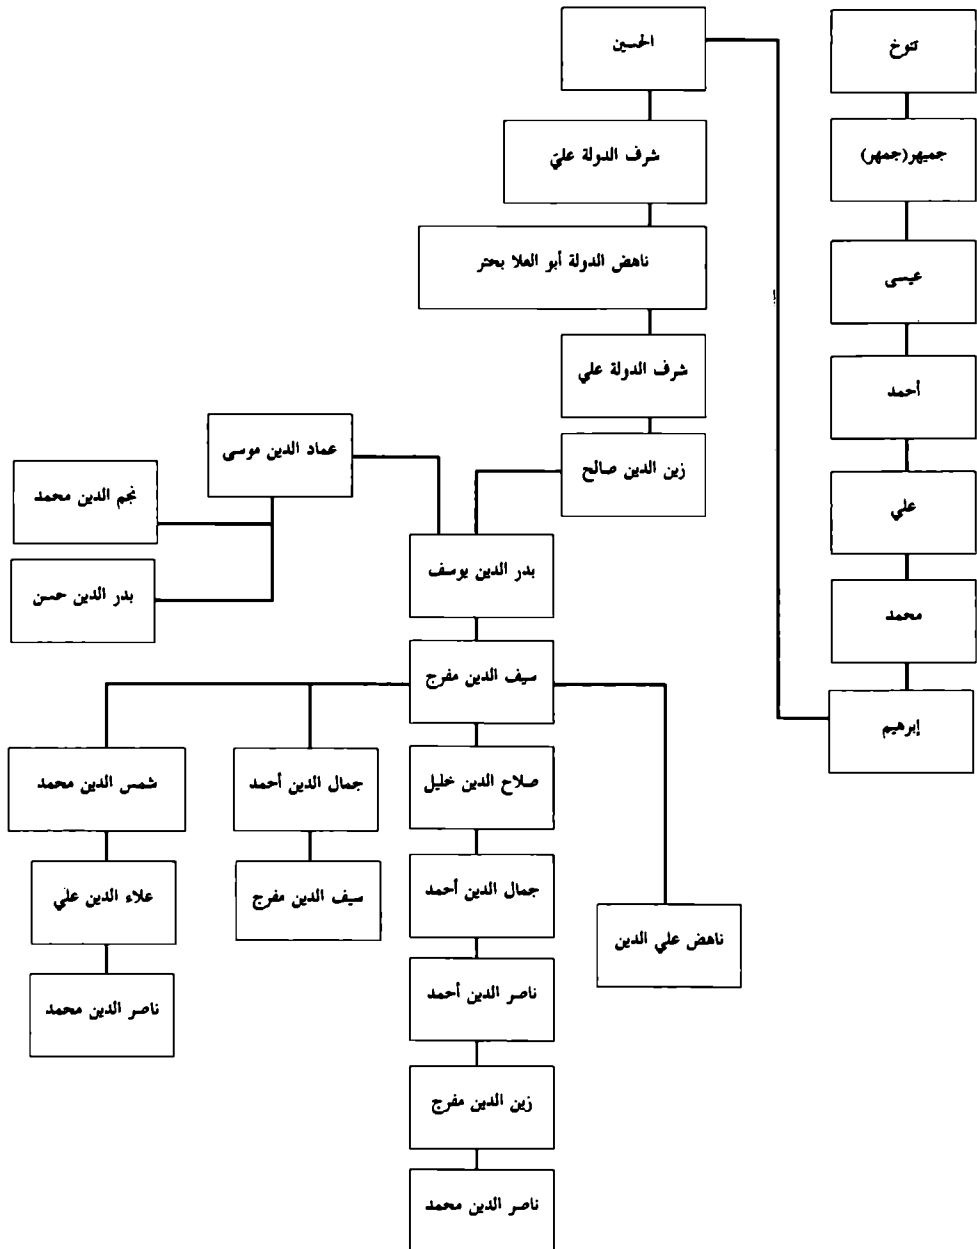 تنوخ
جميهر(جمهر)
عيسى
أحمد
علي
محمد
إبرهيم
الحسين
شرف الدولة علي
ناهض الدولة أبو العلا بحتر
شرف الدولة علي
زين الدين صالح
عماد الدين موسى
نجم الدين محمد
بدر الدين حسن
بدر الدين يوسف
سيف الدين مفرج
ناهض علي الدين
صلاح الدين خليل
جمال الدين أحمد
ناصر الدين أحمد
زين الدين مفرج
ناصر الدين محمد
جمال الدين أحمد
سيف الدين مفرج
شمس الدين محمد
علاء الدين علي
ناصر الدين محمد